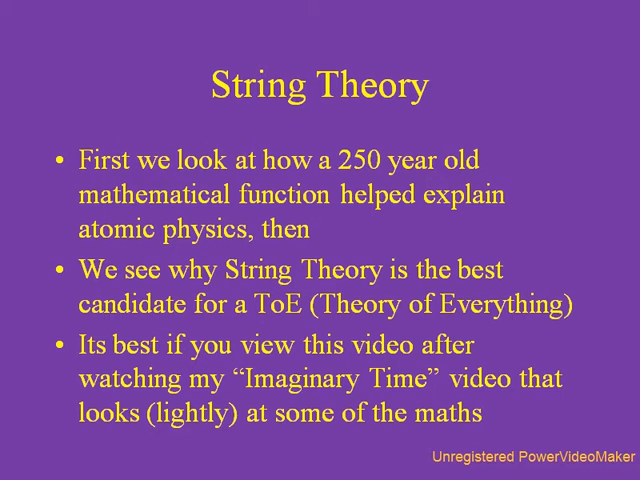 String Theory
• First we look at how a 250 year old
mathematical function helped explain
atomic physics, then
• We see why String Theory is the best
candidate for a ToE (Theory of Everything)
• Its best if you view this video after
watching my “Imaginary Time” video that
looks (lightly) at some of the maths
Unregistered PowerVideoMaker